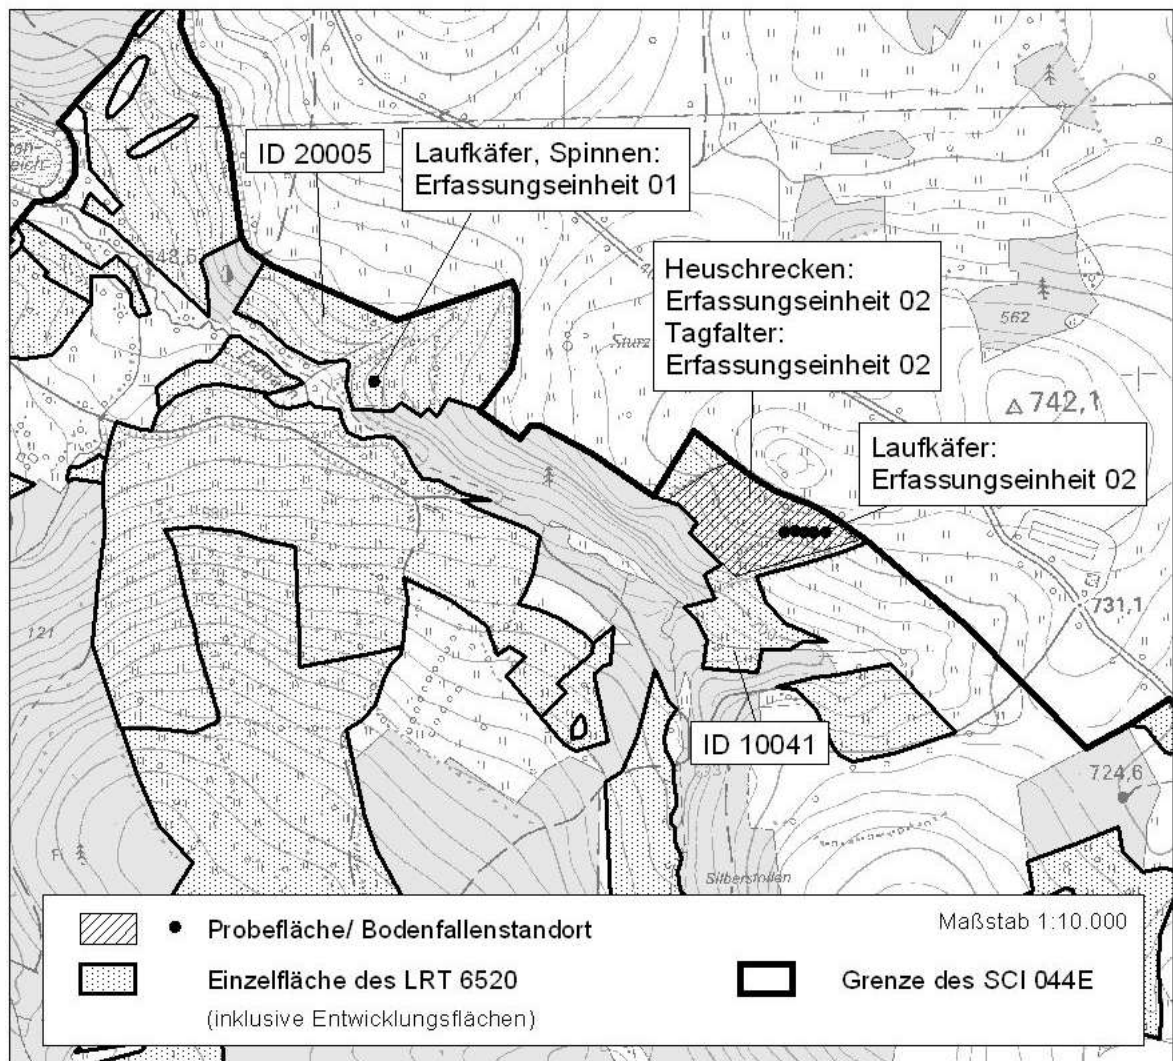 ID 20005
Laufkäfer, Spinnen:
Erfassungseinheit 01
Heuschrecken:
Erfassungseinheit 02
Tagfalter:
Erfassungseinheit 02
562
742,1
Laufkäfer:
Erfassungseinheit 02
731,1
121
ID 10041
724,6
Silberstollen
Maßstab 1:10.000
Probefläche/ Bodenfallenstandort
Einzelfläche des LRT 6520
(inklusive Entwicklungsflächen)
Grenze des SCI 044E